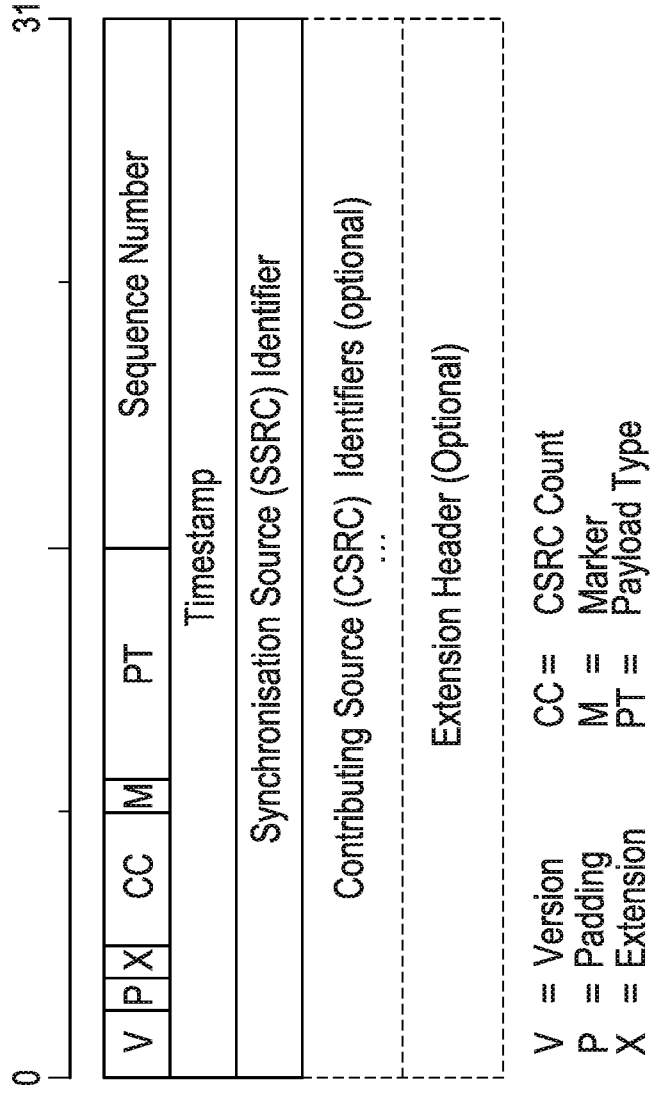 0 31
V P X CC M PT Sequence Number
Timestamp
Synchronisation Source (SSRC) Identifier
Contributing Source (CSRC) Identifiers (optional)
...
Extension Header (Optional)
V = Version CC = CSRC Count
P = Padding M = Marker
X = Extension PT = Payload Type